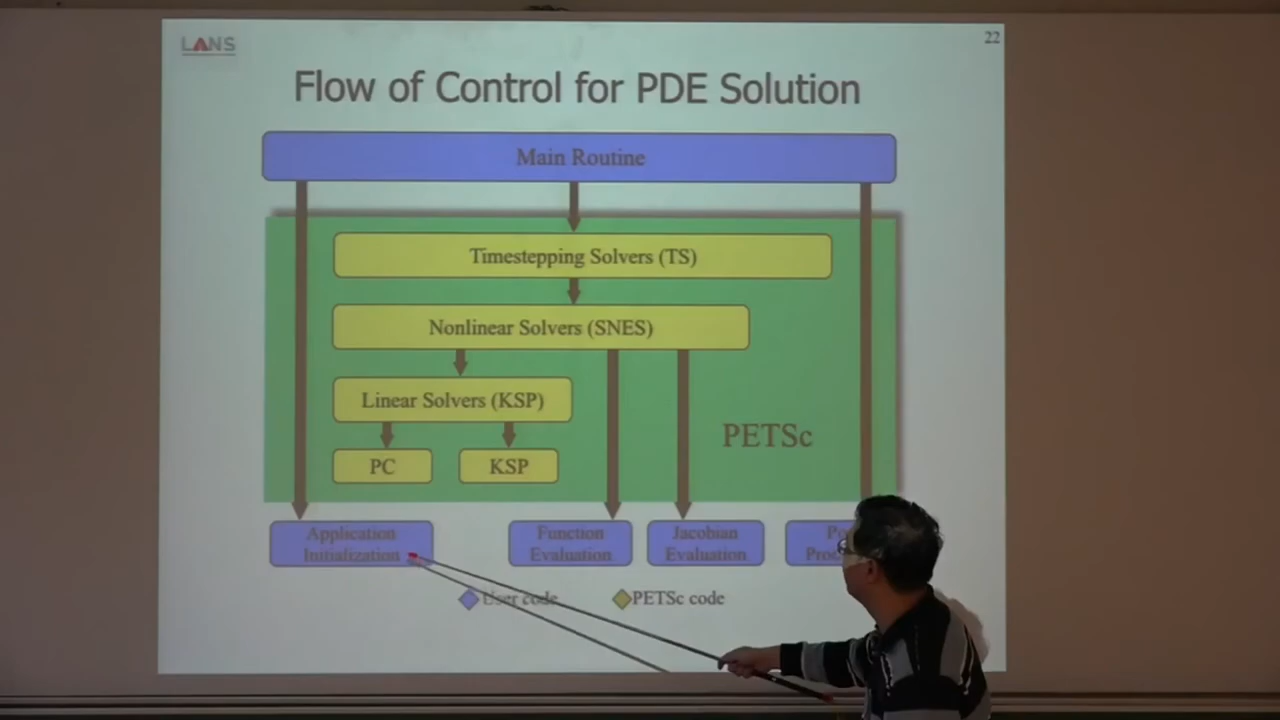 LANS
22
Flow of Control for PDE Solution
Main Routine
Timestepping Solvers (TS)
Nonlinear Solvers (SNES)
Linear Solvers (KSP)
PETSc
PC
KSP
Application
Initialization
Function
Evaluation
Jacobian
Evaluation
User code
PETSc code